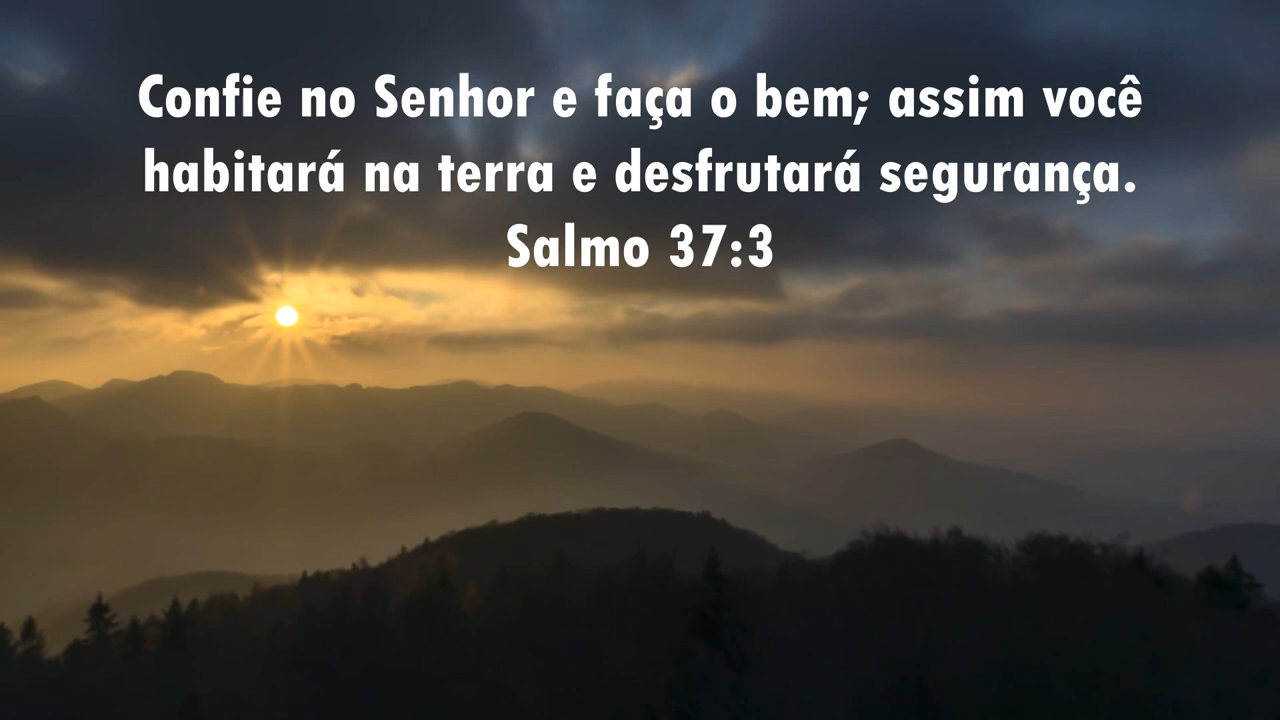 Confie no Senhor e faça o bem; assim você
habitará na terra e desfrutará segurança.
Salmo 37:3